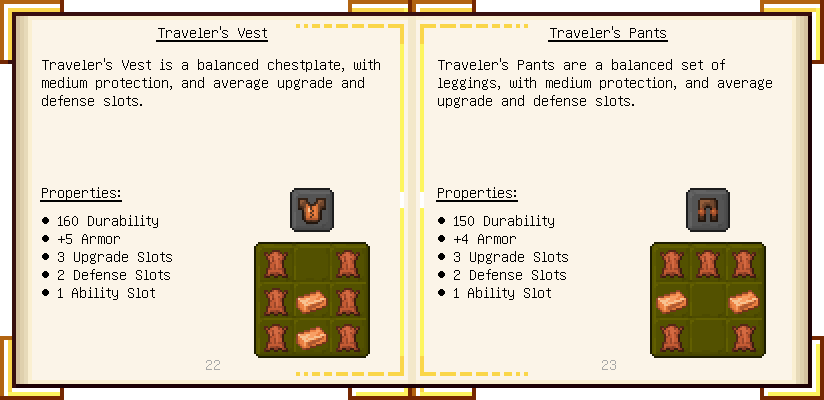 Traveler's Vest
Traveler's Vest is a balanced chestplate, with
medium protection, and average upgrade and
defense slots.
Properties:
• 160 Durability
• +5 Armor
• 3 Upgrade Slots
• 2 Defense Slots
• 1 Ability Slot
22
Traveler's Pants
Traveler's Pants are a balanced set of
leggings, with medium protection, and average
upgrade and defense slots.
Properties:
• 150 Durability
• +4 Armor
• 3 Upgrade Slots
• 2 Defense Slots
• 1 Ability Slot
23